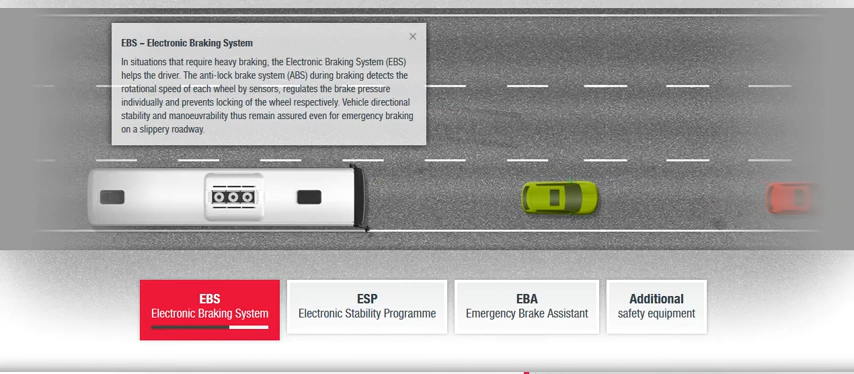 EBS – Electronic Braking System
In situations that require heavy braking, the Electronic Braking System (EBS)
helps the driver. The anti-lock brake system (ABS) during braking detects the
rotational speed of each wheel by sensors, regulates the brake pressure
individually and prevents locking of the wheel respectively. Vehicle directional
stability and manoeuvrability thus remain assured even for emergency braking
on a slippery roadway.
EBS
Electronic Braking System
ESP
Electronic Stability Programme
EBA
Emergency Brake Assistant
Additional
safety equipment